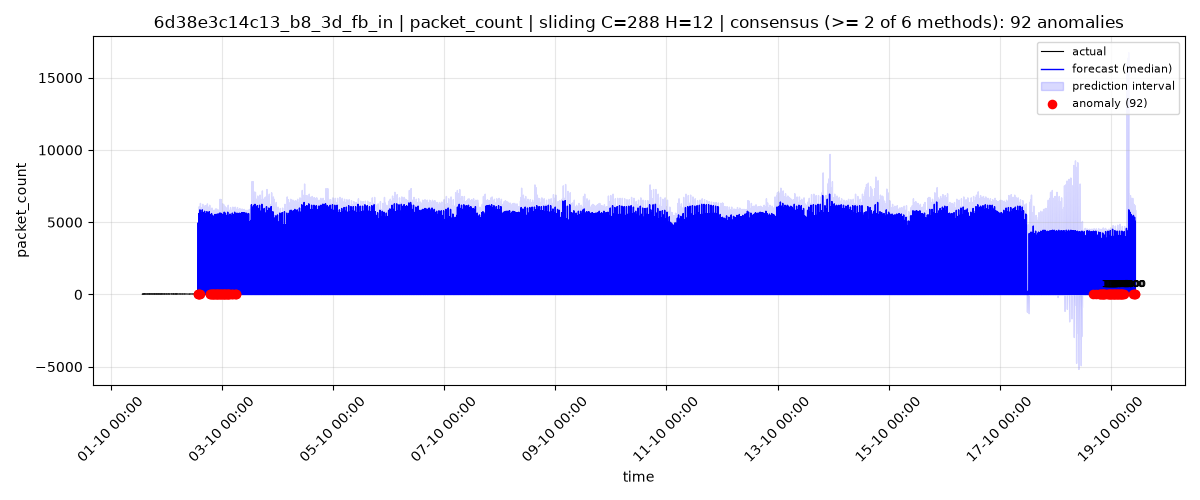 6d38e3c14c13_b8_3d_fb_in | packet_count | sliding C=288 H=12 | consensus (>= 2 of 6 methods): 92 anomalies
actual
forecast (median)
prediction interval
anomaly (92)
15000
10000
5000
0
−5000
packet_count
01-10 00:00
03-10 00:00
05-10 00:00
07-10 00:00
09-10 00:00
11-10 00:00
13-10 00:00
15-10 00:00
17-10 00:00
19-10 00:00
time